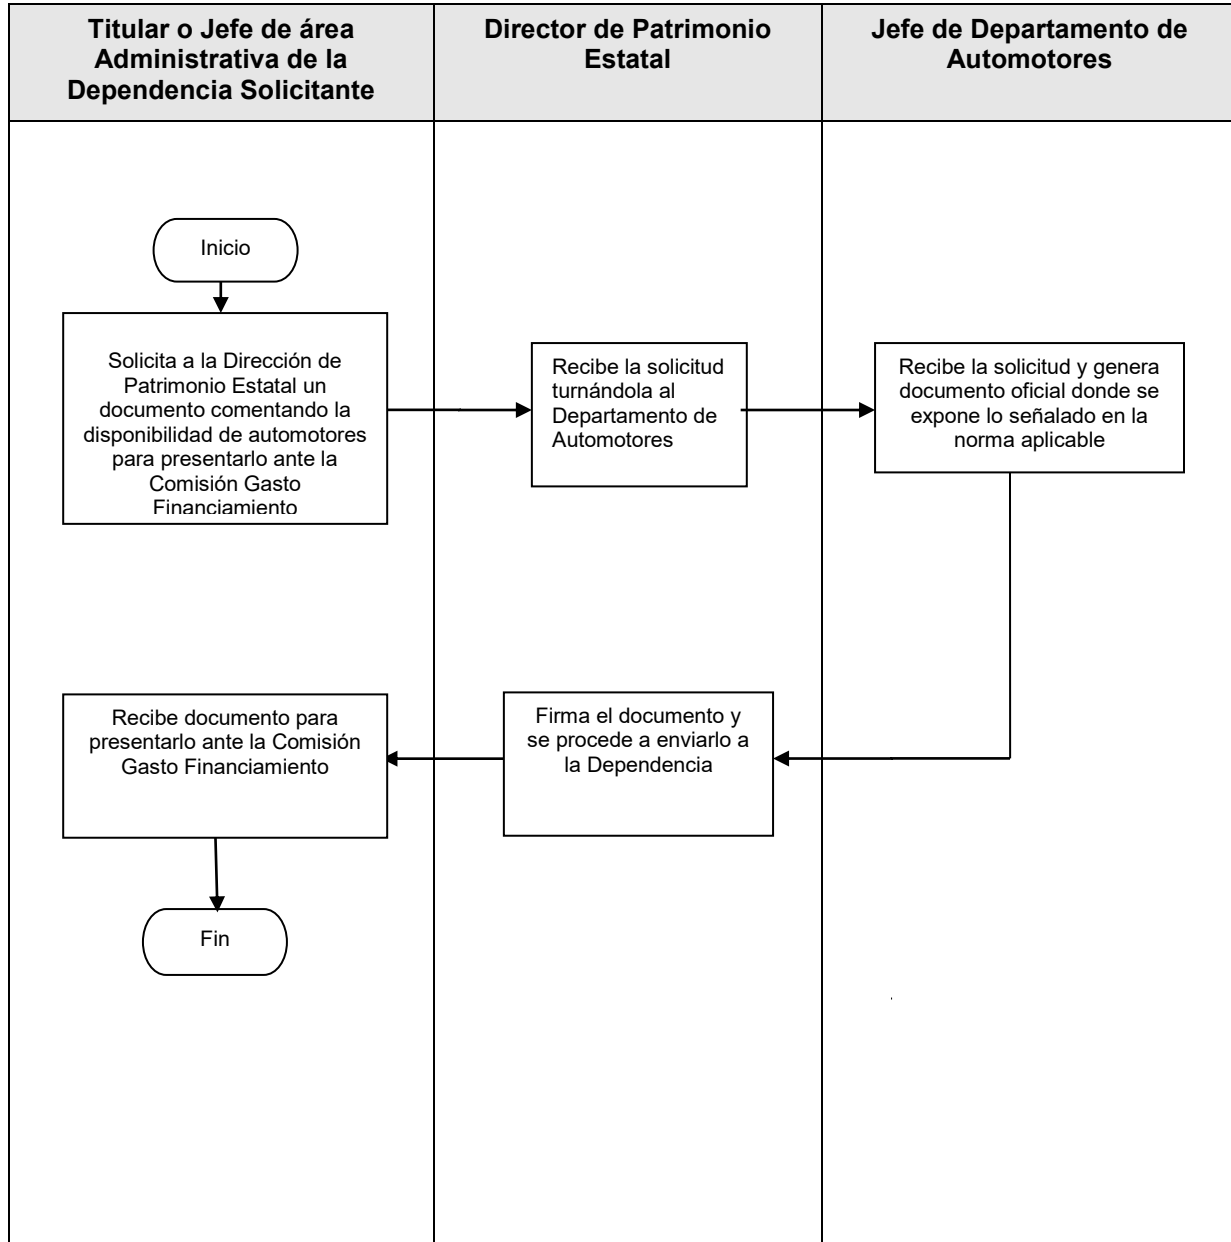 Titular o Jefe de área
Administrativa de la
Dependencia Solicitante
Director de Patrimonio
Estatal
Jefe de Departamento de
Automotores
Inicio
Solicita a la Dirección de
Patrimonio Estatal un
documento comentando la
disponibilidad de automotores
para presentarlo ante la
Comisión Gasto
Financiamiento
Recibe la solicitud
turnándola al
Departamento de
Automotores
Recibe la solicitud y genera
documento oficial donde se
expone lo señalado en la
norma aplicable
Firma el documento y
se procede a enviarlo a
la Dependencia
Recibe documento para
presentarlo ante la Comisión
Gasto Financiamiento
Fin